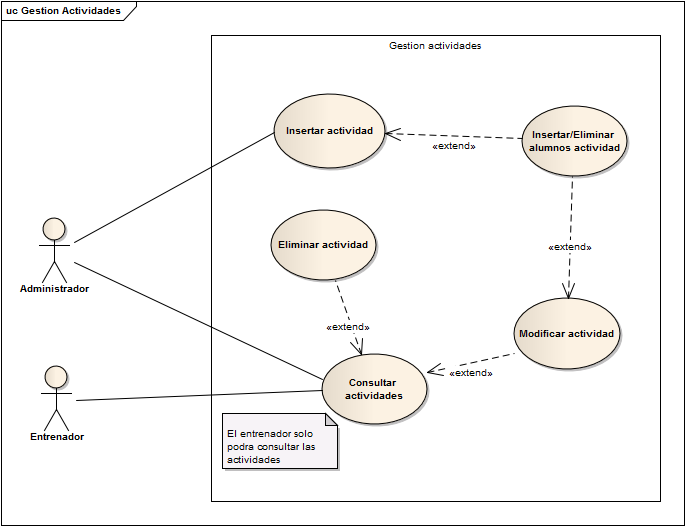 uc Gestion Actividades
Gestion actividades
Insertar actividad
Insertar/Eliminar
alumnos actividad
«extend»
Eliminar actividad
«extend»
Administrador
«extend»
Modificar actividad
«extend»
Consultar
actividades
Entrenador
El entrenador solo
podra consultar las
actividades